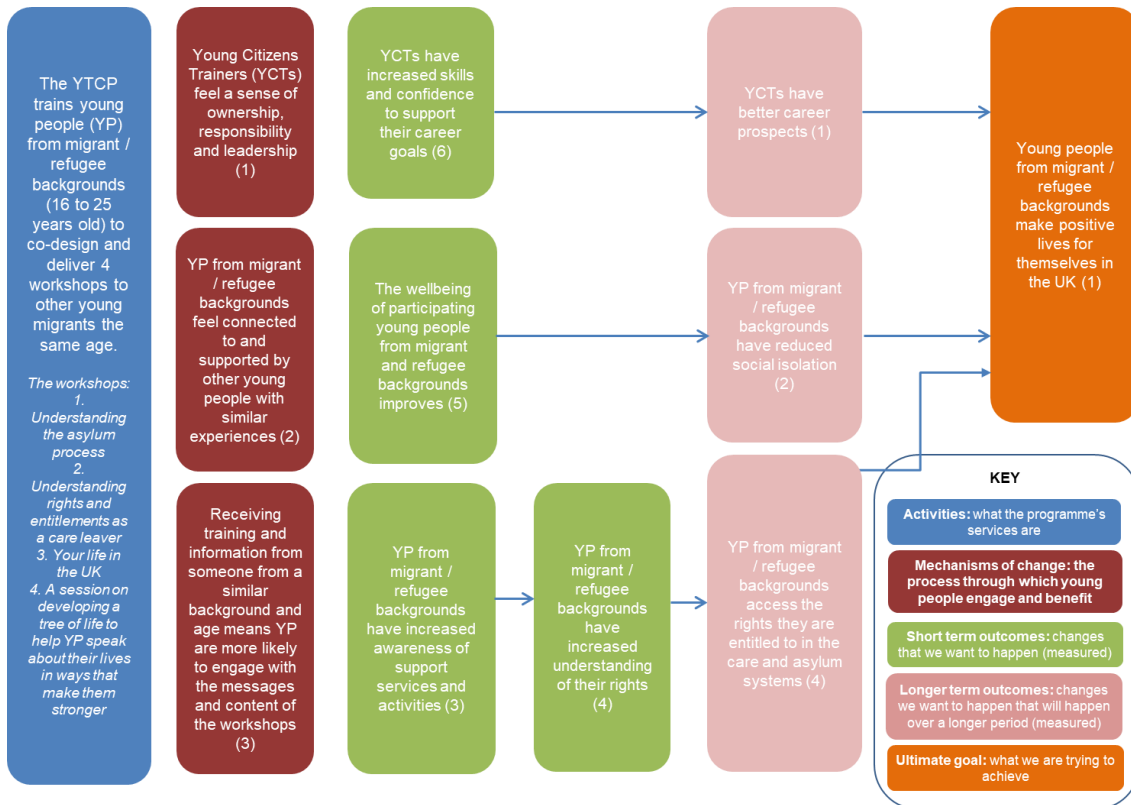 The YTCP
trains young
people (YP)
from migrant /
refugee
backgrounds
(16 to 25
years old) to
co-design and
deliver 4
workshops to
other young
migrants the
same age.
The workshops:
1.
Understanding
the asylum
process
2.
Understanding
rights and
entitlements as
a care leaver
3. Your life in
the UK
4. A session on
developing a
tree of life to
help YP speak
about their lives
in ways that
make them
stronger
Young Citizens
Trainers (YCTs)
feel a sense of
ownership,
responsibility
and leadership
(1)
YP from migrant
/ refugee
backgrounds
feel connected
to and
supported by
other young
people with
similar
experiences (2)
Receiving
training and
information from
someone from a
similar
background and
age means YP
are more likely
to engage with
the messages
and content of
the workshops
(3)
YCTs have
increased skills
and confidence
to support
their career
goals (6)
The wellbeing
of participating
young people
from migrant
and refugee
backgrounds
improves (5)
YP from
migrant /
refugee
backgrounds
have increased
awareness of
support
services and
activities (3)
YP from
migrant /
refugee
backgrounds
have
increased
understanding
of their rights
(4)
YCTs have
better career
prospects (1)
YP from migrant
/ refugee
backgrounds
have reduced
social isolation
(2)
YP from migrant
/ refugee
backgrounds
access the
rights they are
entitled to in the
care and asylum
systems (4)
Young people
from migrant /
refugee
backgrounds
make positive
lives for
themselves in
the UK (1)
KEY
Activities: what the programme's
services are
Mechanisms of change: the
process through which young
people engage and benefit
Short term outcomes: changes
that we want to happen (measured)
Longer term outcomes: changes
we want to happen that will happen
over a longer period (measured)
Ultimate goal: what we are trying to
achieve